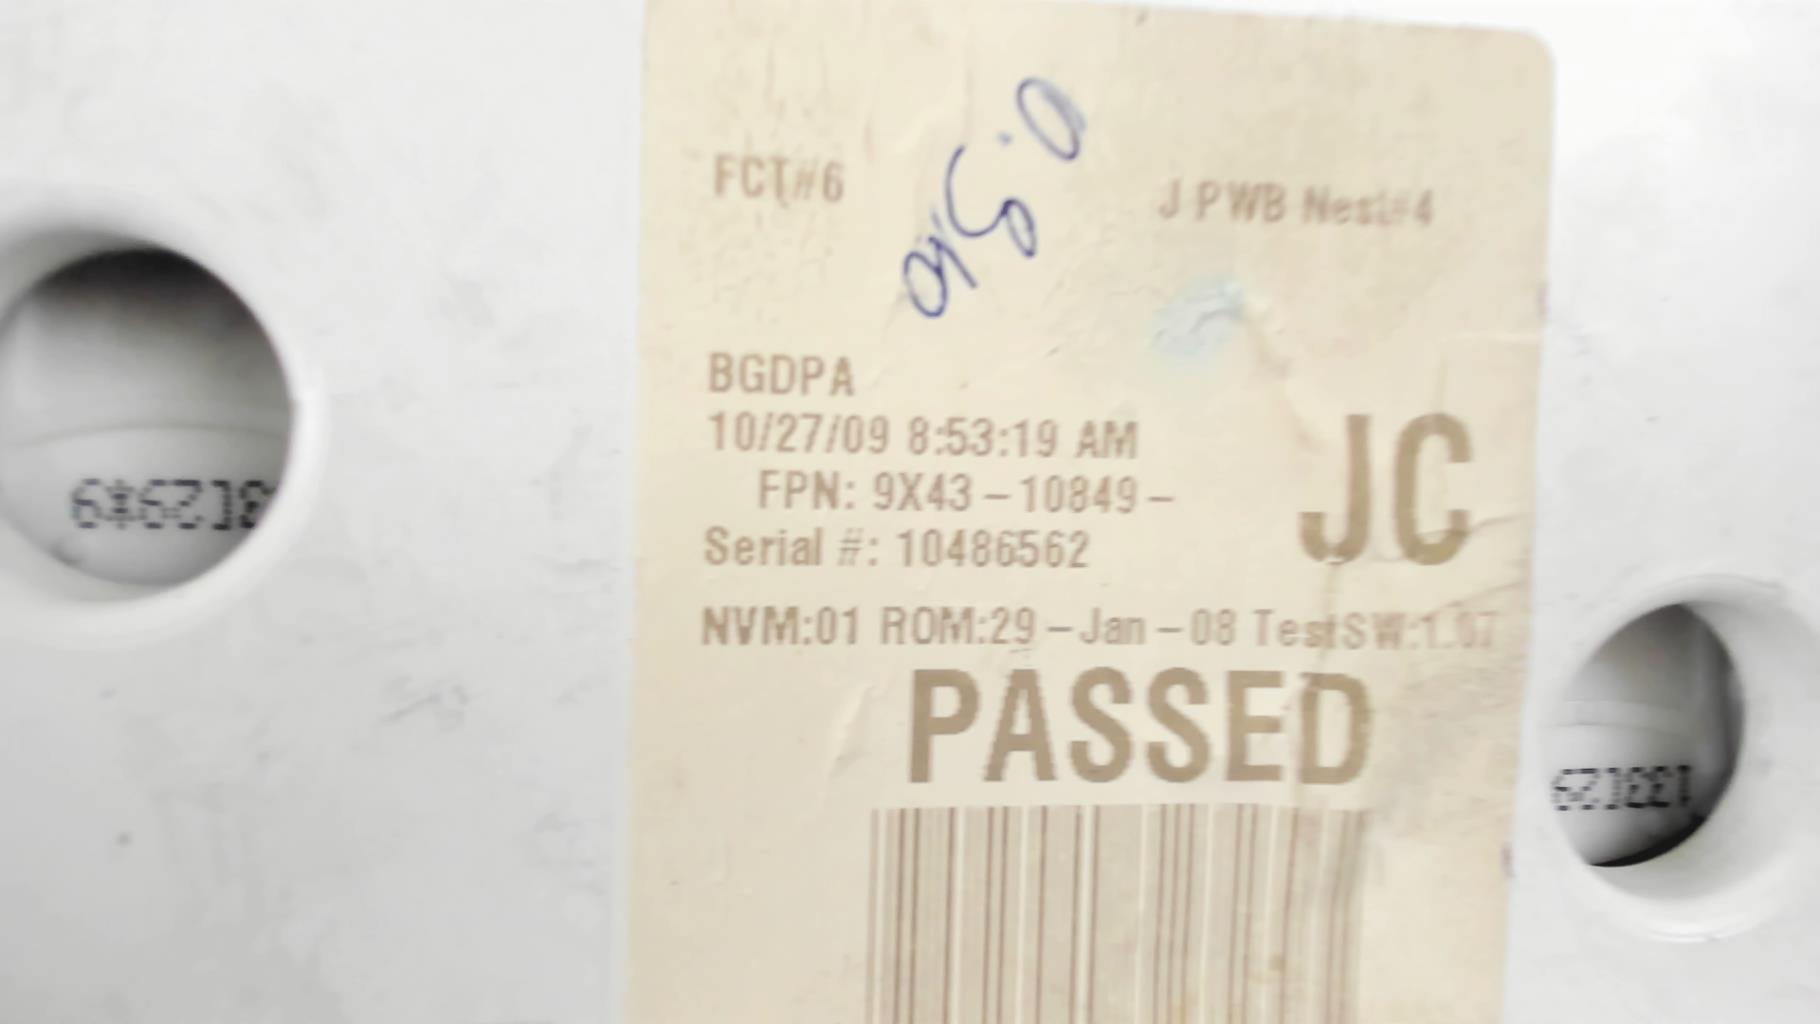 FCT#6
J PWB Nest#4
BGDPA
10/27/09 8:53:19 AM
FPN: 9X43-10849-
JC
Serial #: 10486562
NVM:01 ROM:29-Jan-08 TestSW:1.07
PASSED